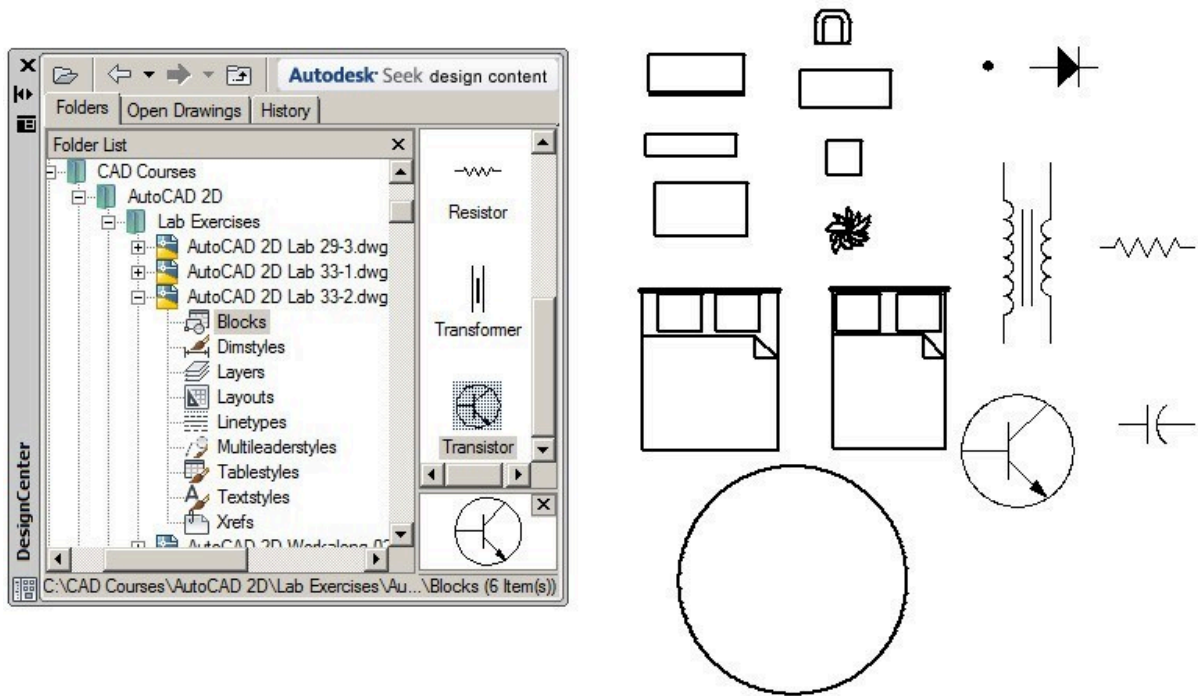 Autodesk® Seek design content
Folders
Open Drawings
History
Folder List
CAD Courses
AutoCAD 2D
Lab Exercises
AutoCAD 2D Lab 29-3.dwg
AutoCAD 2D Lab 33-1.dwg
AutoCAD 2D Lab 33-2.dwg
Blocks
Dimstyles
Layers
Layouts
Linetypes
Multileaderstyles
Tablestyles
Textstyles
Xrefs
AutoCAD 2D Workalong
Resistor
Transformer
Transistor
DesignCenter
C:\CAD Courses\AutoCAD 2D\Lab Exercises\Au...\Blocks (6 Item(s))